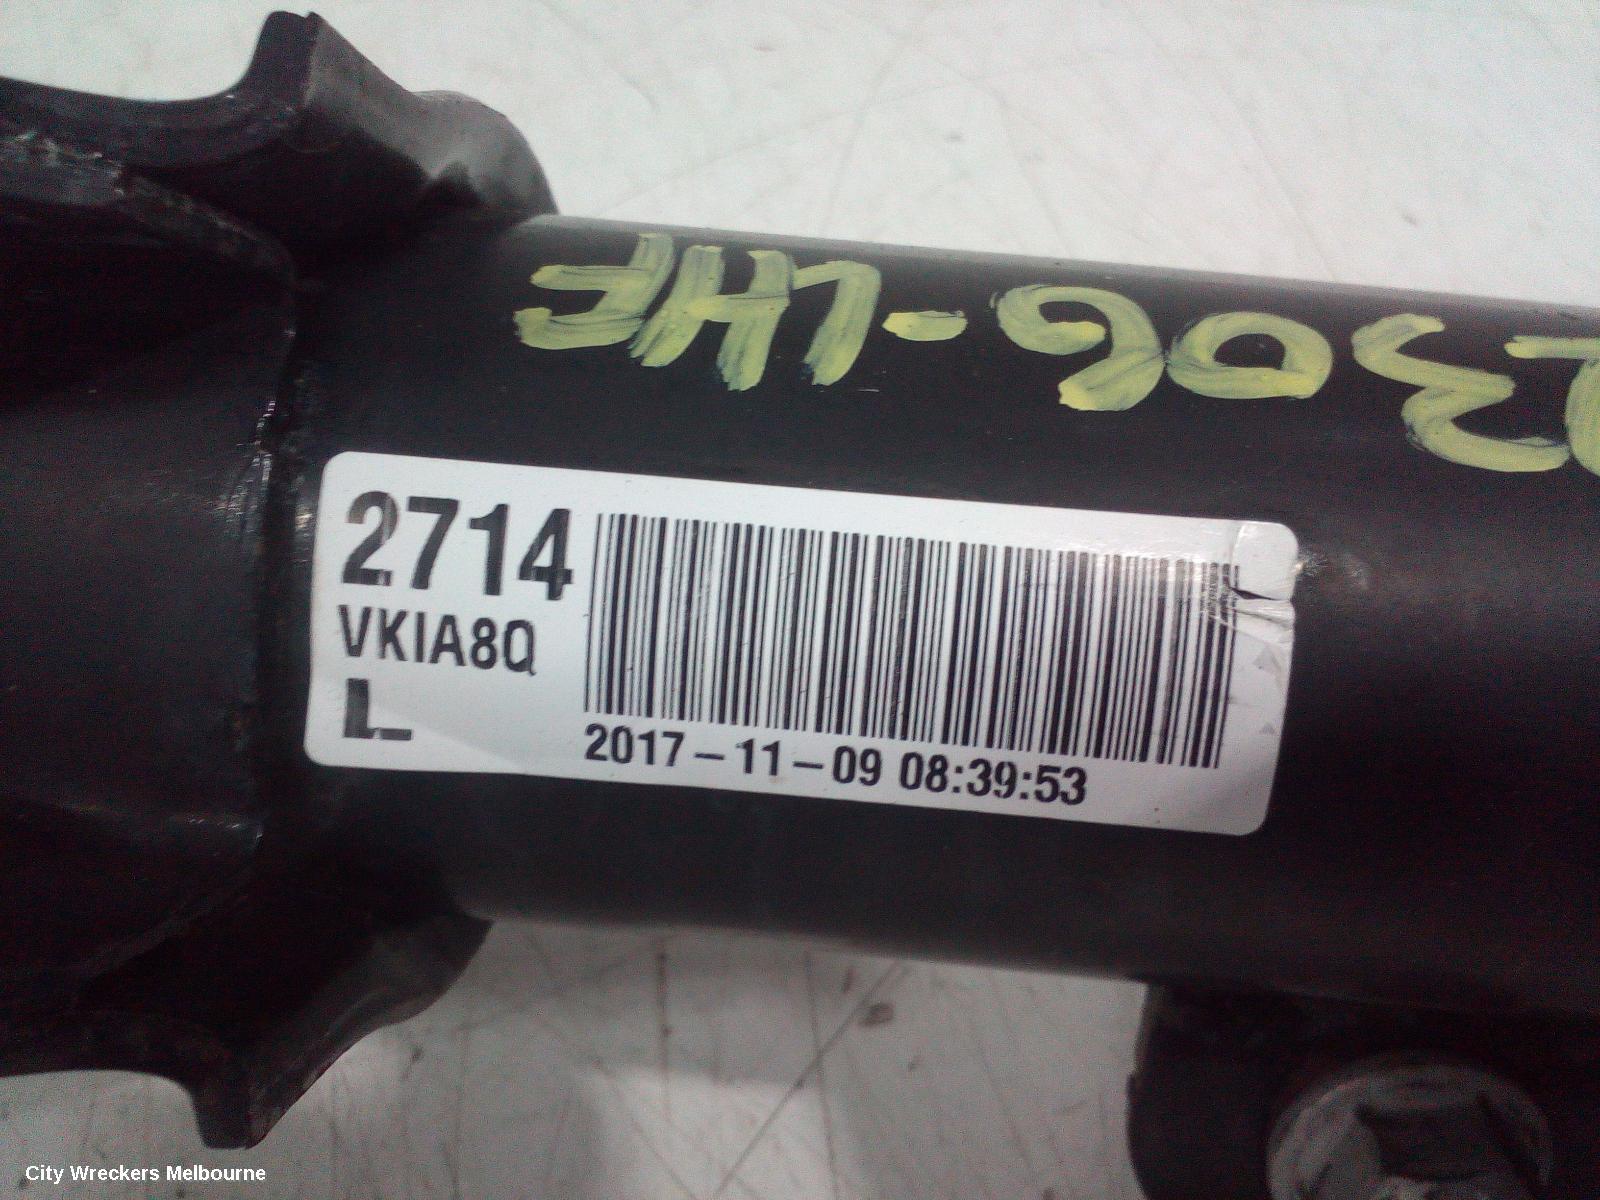 306-LHF
2714
VKIA8Q
L
2017-11-09 08:39:53
City Wreckers Melbourne